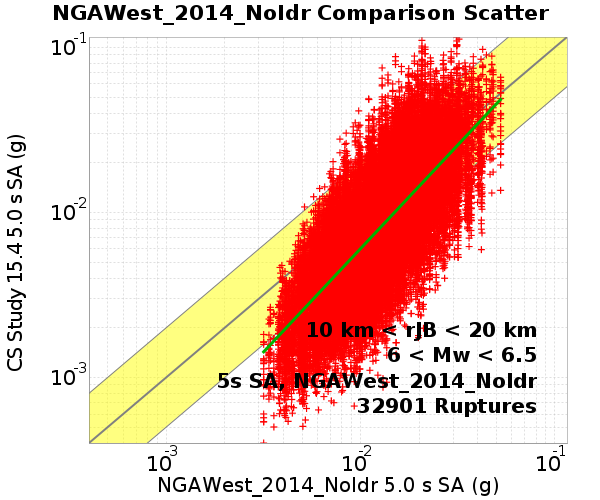 NGAWest_2014_NoIdr Comparison Scatter
10-1
10-2
10-3
CS Study 15.4 5.0 s SA (g)
10 km < rJB < 20 km
6 < Mw < 6.5
5s SA, NGAWest_2014_NoIdr
32901 Ruptures
10-3
10-2
10-1
NGAWest_2014_NoIdr 5.0 s SA (g)